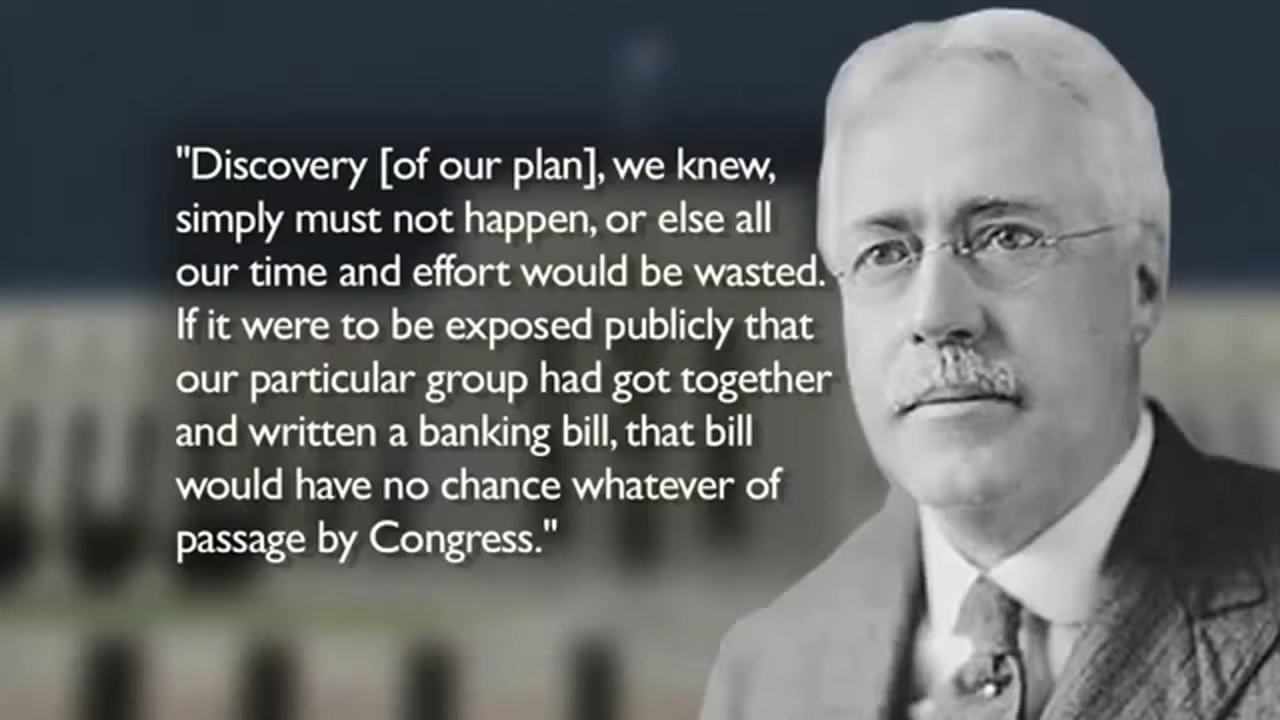 "Discovery [of our plan], we knew,
simply must not happen, or else all
our time and effort would be wasted.
If it were to be exposed publicly that
our particular group had got together
and written a banking bill, that bill
would have no chance whatever of
passage by Congress."